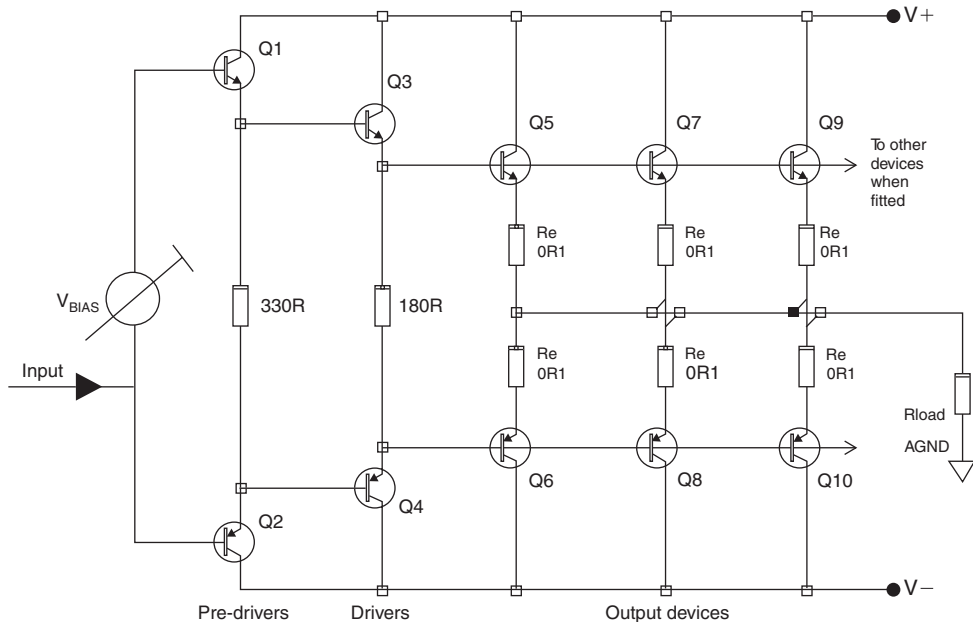 V+
Q1
Q3
Q5
Q7
Q9
To other
devices
when
fitted
Re
0R1
Re
0R1
Re
0R1
V_BIAS
330R
180R
Input
Re
0R1
Re
0R1
Re
0R1
Rload
AGND
Q2
Q4
Q6
Q8
Q10
V−
Pre-drivers
Drivers
Output devices